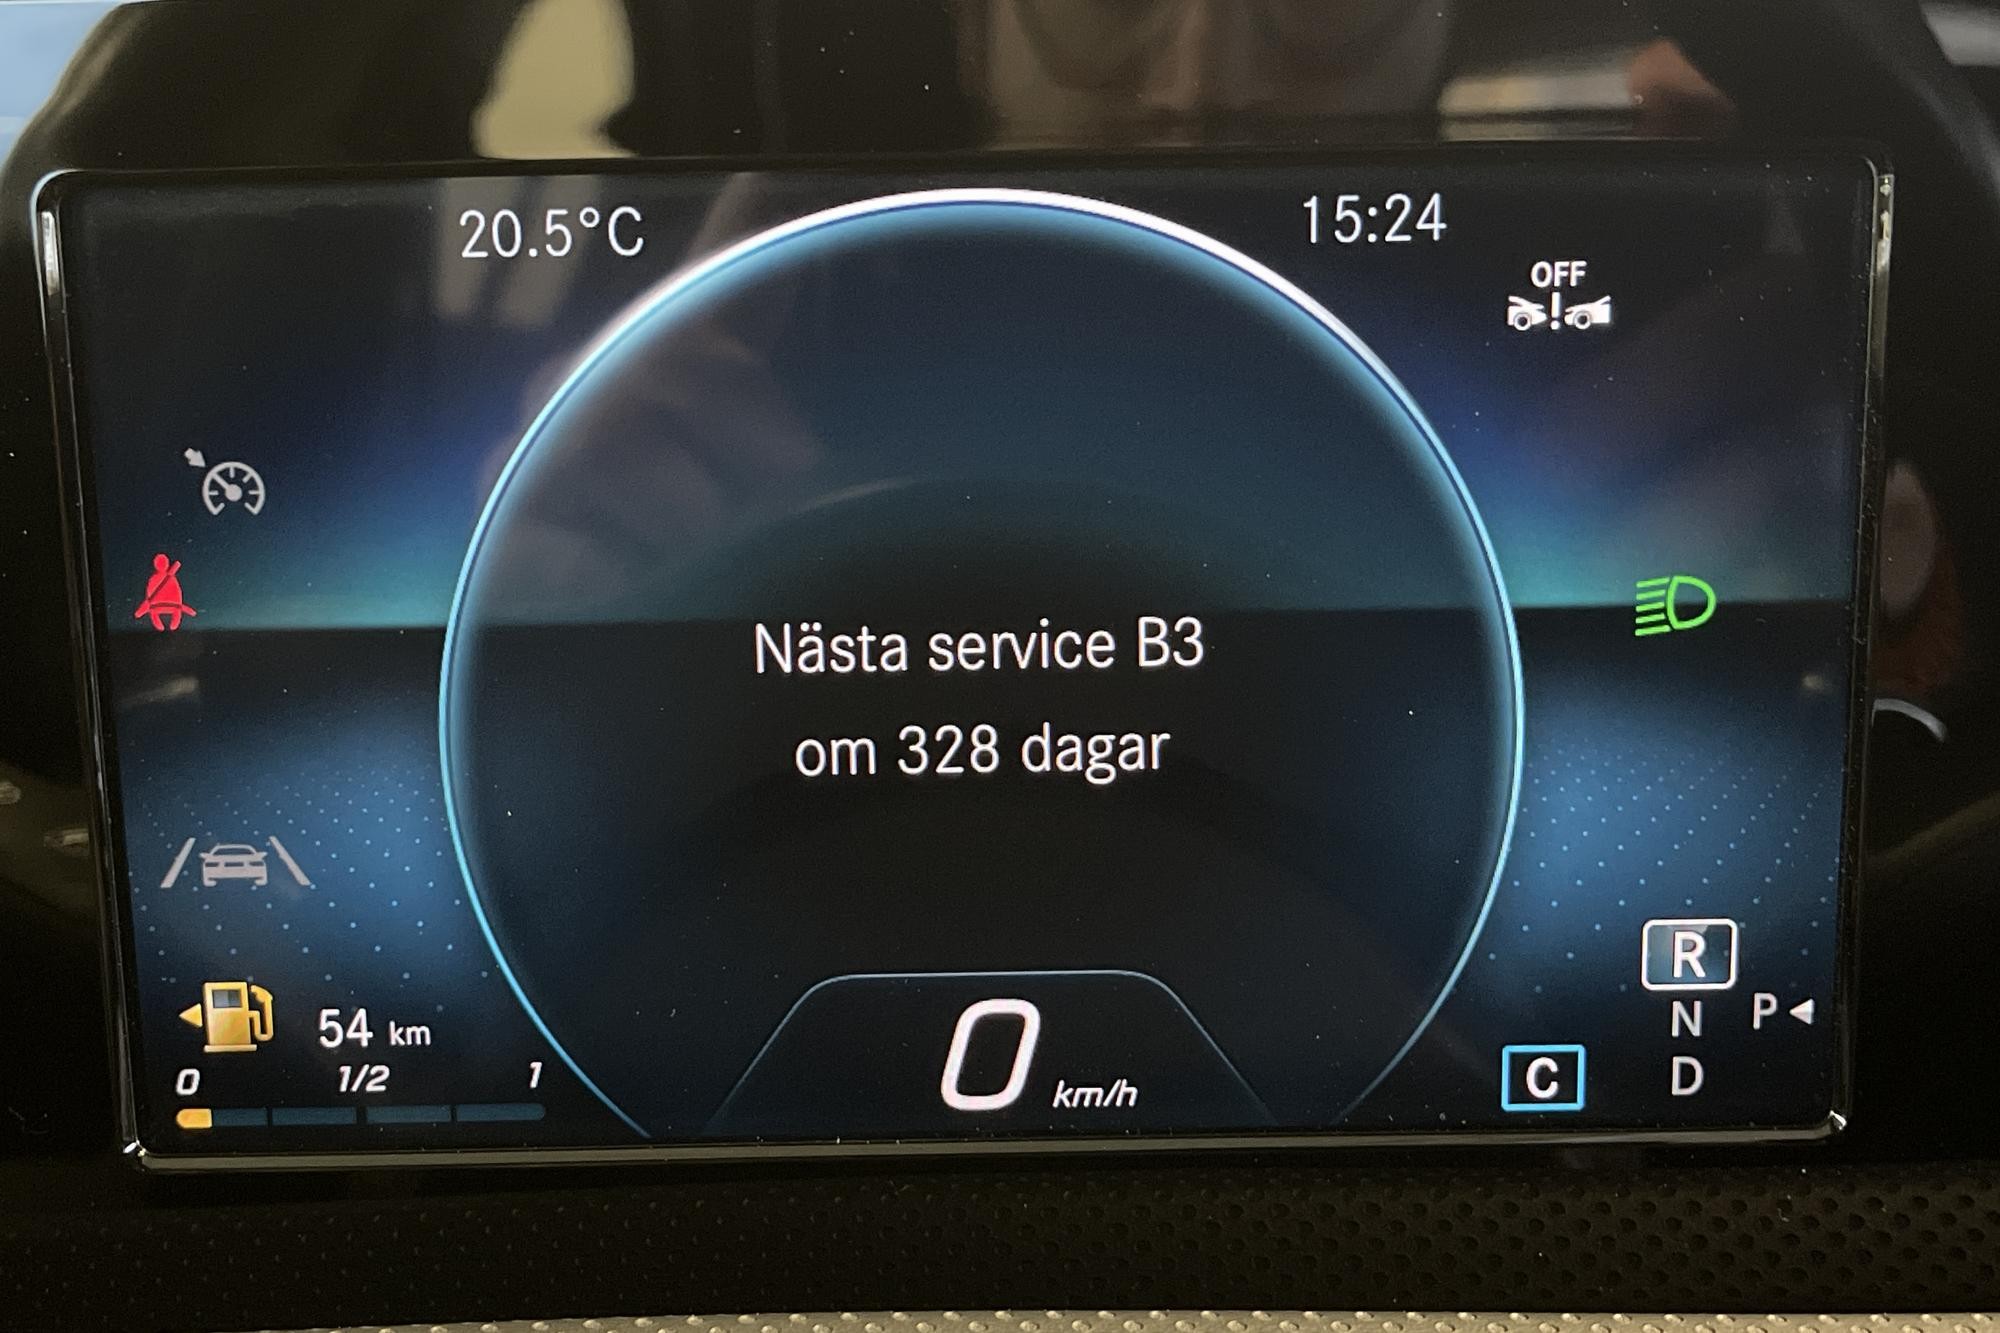 20.5°C
15:24
OFF
Nästa service B3
om 328 dagar
R
N
P
D
C
54 km
0 1/2 1
0 km/h